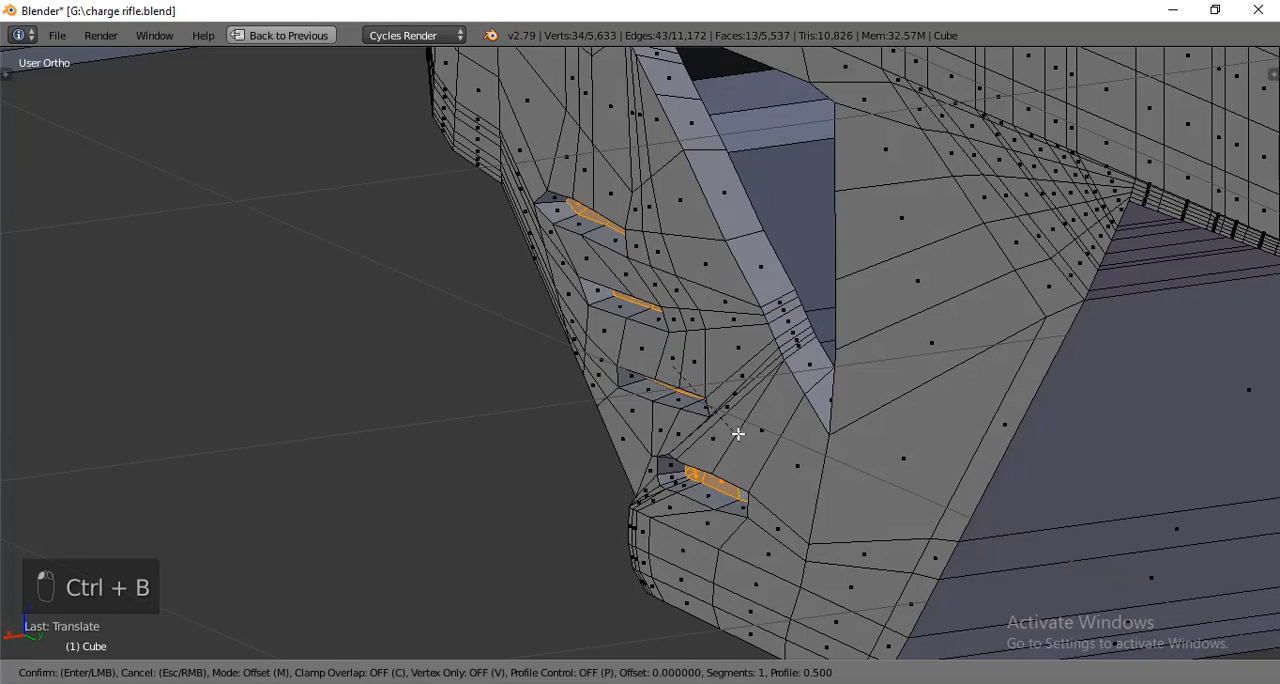 Blender* [G:\charge rifle.blend]
File Render Window Help Back to Previous Cycles Render v2.79 | Verts:34/5,633 | Edges:43/11,172 | Faces:13/5,537 | Tris:10,826 | Mem:32.57M | Cube
User Ortho
Ctrl + B
Last: Translate
(1) Cube
Activate Windows
Go to Settings to activate Windows.
Confirm: (Enter/LMB), Cancel: (Esc/RMB), Mode: Offset (M), Clamp Overlap: OFF (C), Vertex Only: OFF (V), Profile Control: OFF (P), Offset: 0.000000, Segments: 1, Profile: 0.500